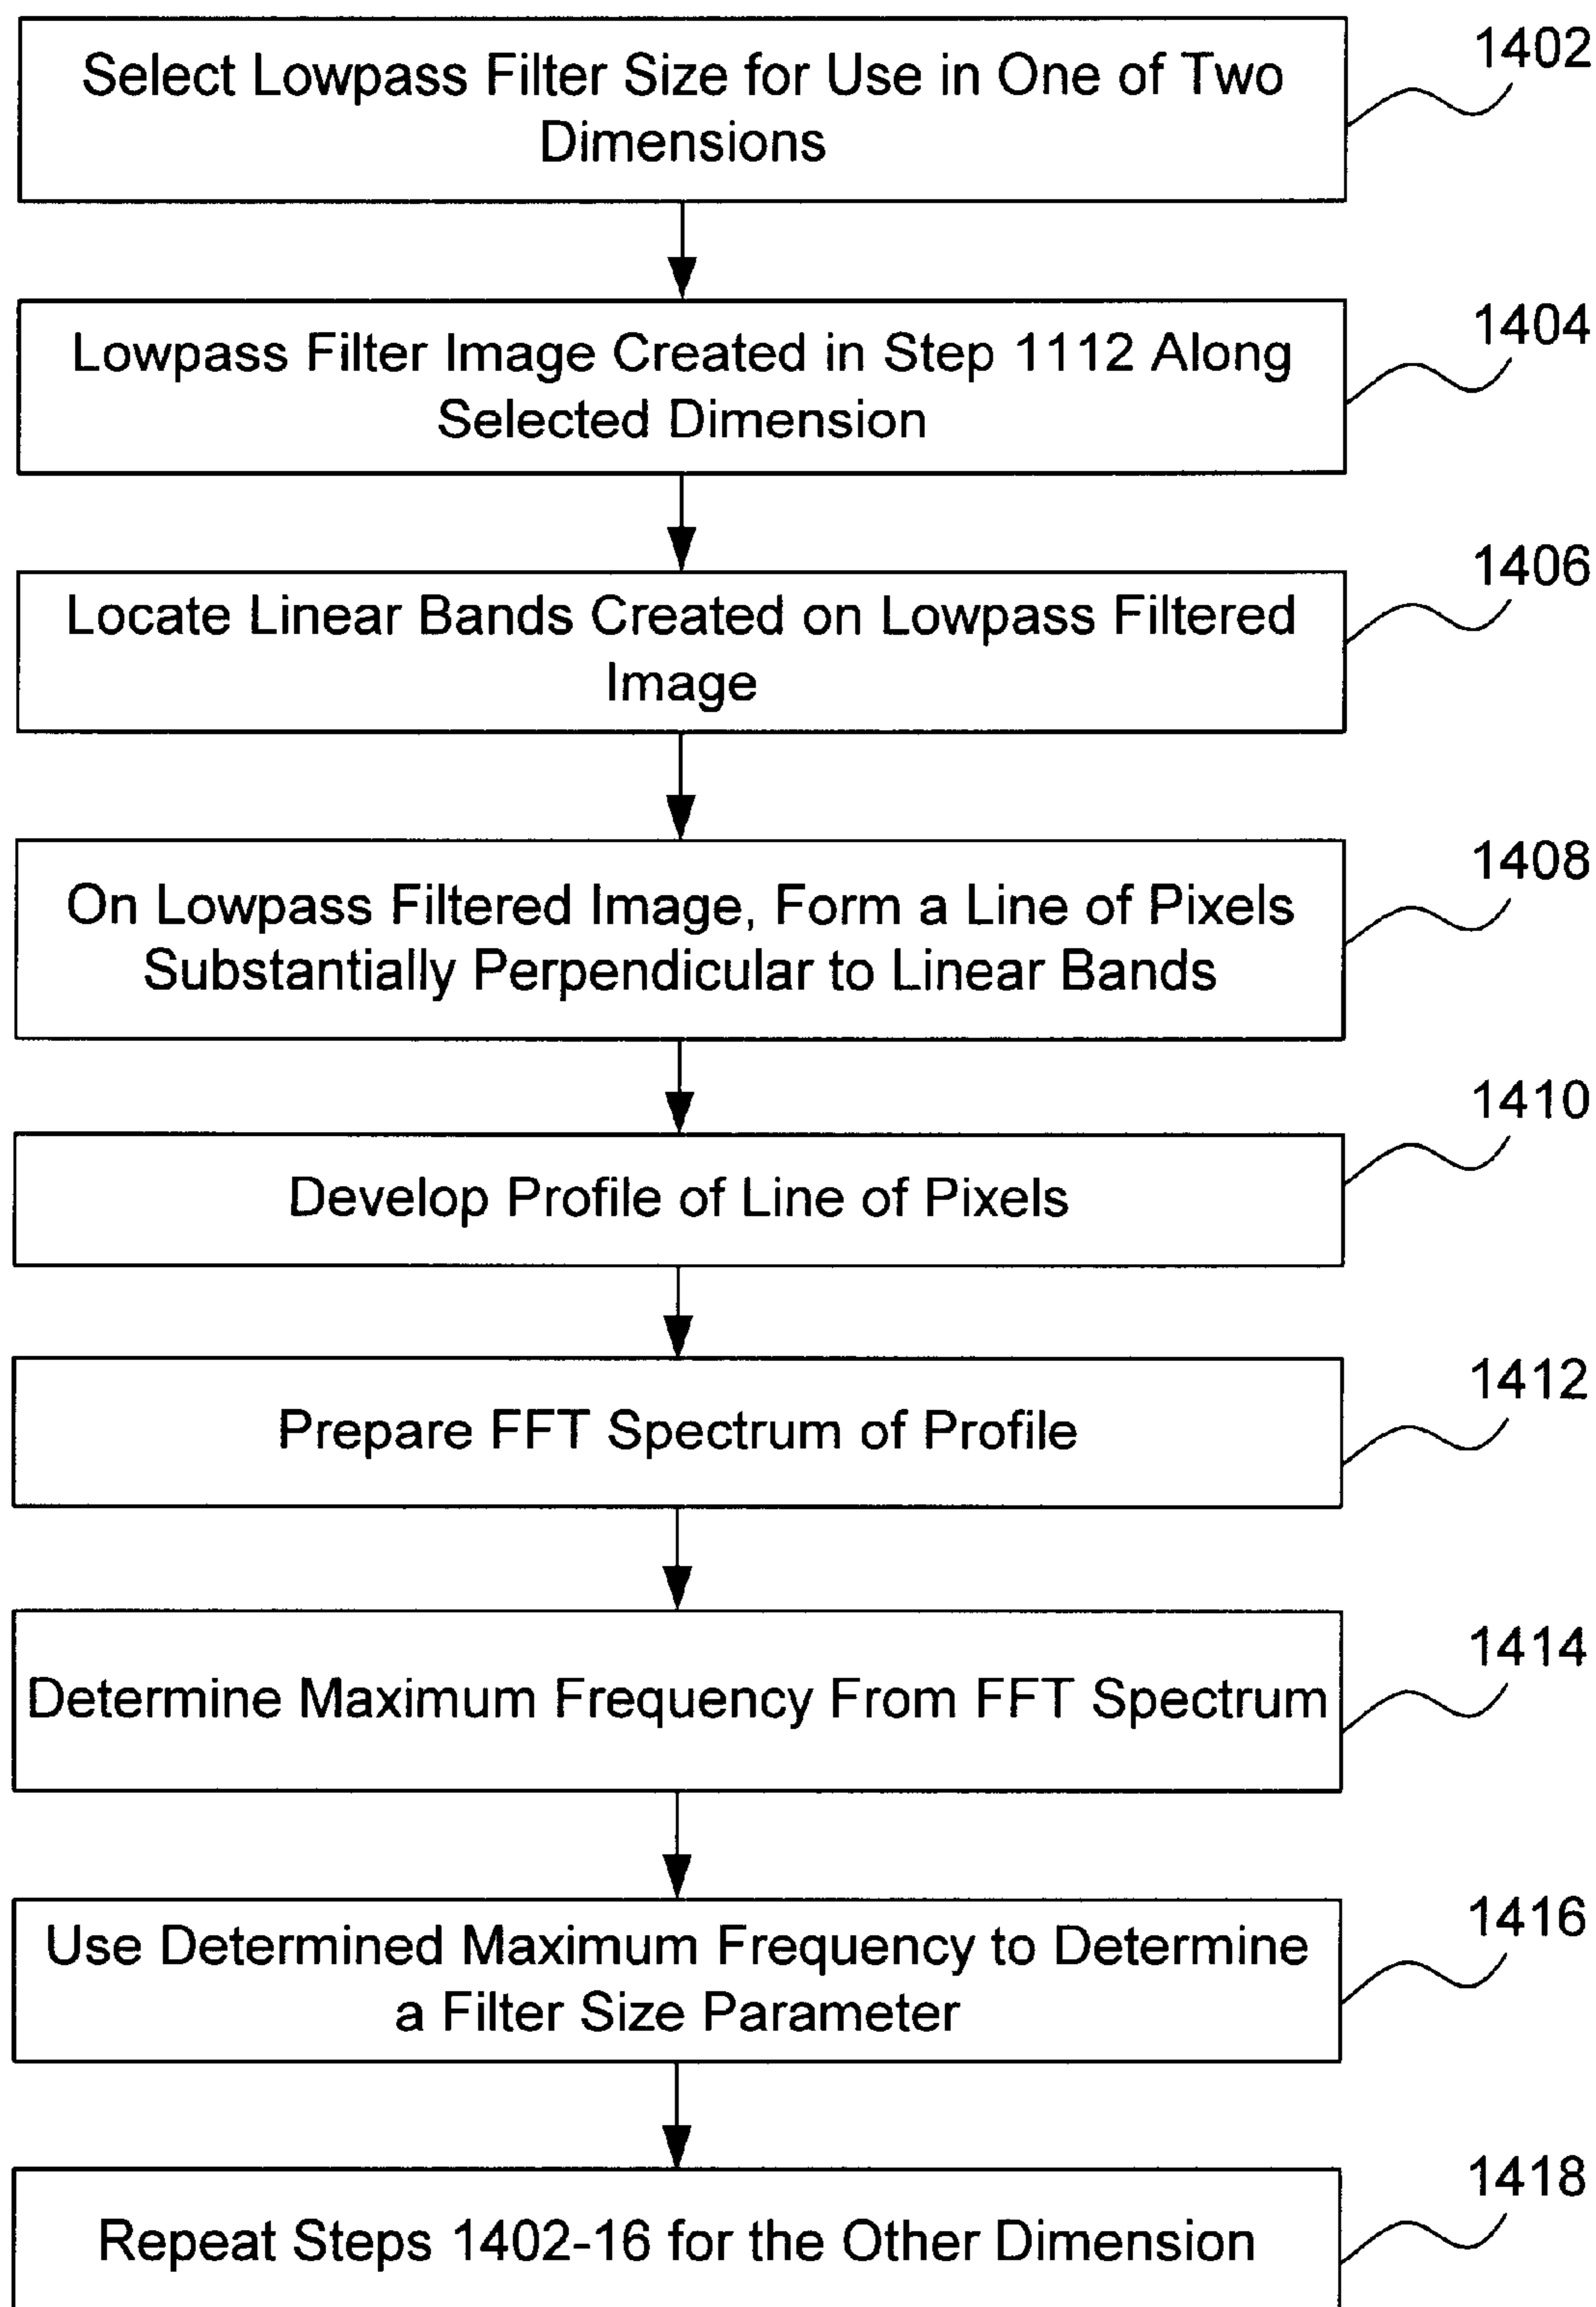 Select Lowpass Filter Size for Use in One of Two
Dimensions
1402
Lowpass Filter Image Created in Step 1112 Along
Selected Dimension
1404
Locate Linear Bands Created on Lowpass Filtered
Image
1406
On Lowpass Filtered Image, Form a Line of Pixels
Substantially Perpendicular to Linear Bands
1408
Develop Profile of Line of Pixels
1410
Prepare FFT Spectrum of Profile
1412
Determine Maximum Frequency From FFT Spectrum
1414
Use Determined Maximum Frequency to Determine
a Filter Size Parameter
1416
Repeat Steps 1402-16 for the Other Dimension
1418